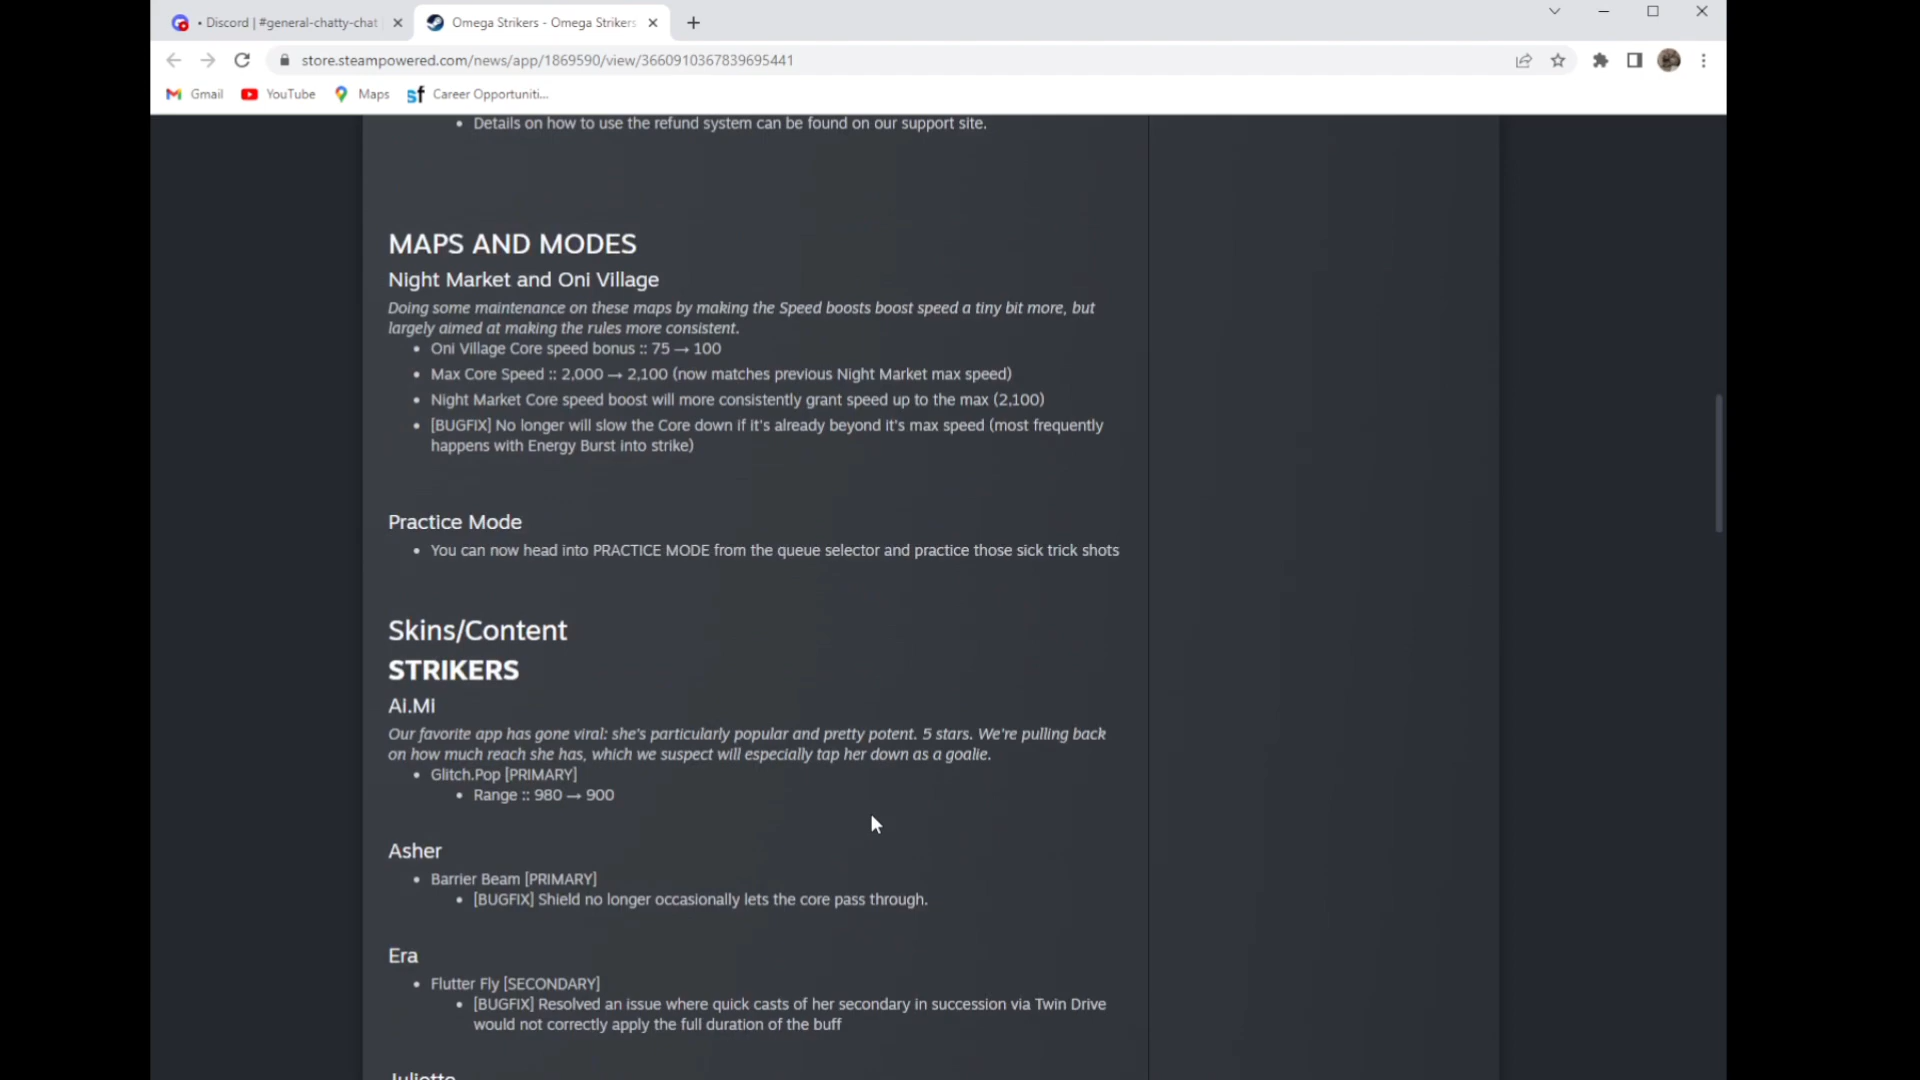 • Discord | #general-chatty-chat
Omega Strikers - Omega Strikers
store.steampowered.com/news/app/1869590/view/3660910367839695441
Gmail YouTube Maps sf Career Opportuniti...
• Details on how to use the refund system can be found on our support site.
MAPS AND MODES
Night Market and Oni Village
Doing some maintenance on these maps by making the Speed boosts boost speed a tiny bit more, but
largely aimed at making the rules more consistent.
• Oni Village Core speed bonus :: 75 → 100
• Max Core Speed :: 2,000 → 2,100 (now matches previous Night Market max speed)
• Night Market Core speed boost will more consistently grant speed up to the max (2,100)
• [BUGFIX] No longer will slow the Core down if it's already beyond it's max speed (most frequently
happens with Energy Burst into strike)
Practice Mode
• You can now head into PRACTICE MODE from the queue selector and practice those sick trick shots
Skins/Content
STRIKERS
Ai.Mi
Our favorite app has gone viral: she's particularly popular and pretty potent. 5 stars. We're pulling back
on how much reach she has, which we suspect will especially tap her down as a goalie.
• Glitch.Pop [PRIMARY]
• Range :: 980 → 900
Asher
• Barrier Beam [PRIMARY]
• [BUGFIX] Shield no longer occasionally lets the core pass through.
Era
• Flutter Fly [SECONDARY]
• [BUGFIX] Resolved an issue where quick casts of her secondary in succession via Twin Drive
would not correctly apply the full duration of the buff
Juliette